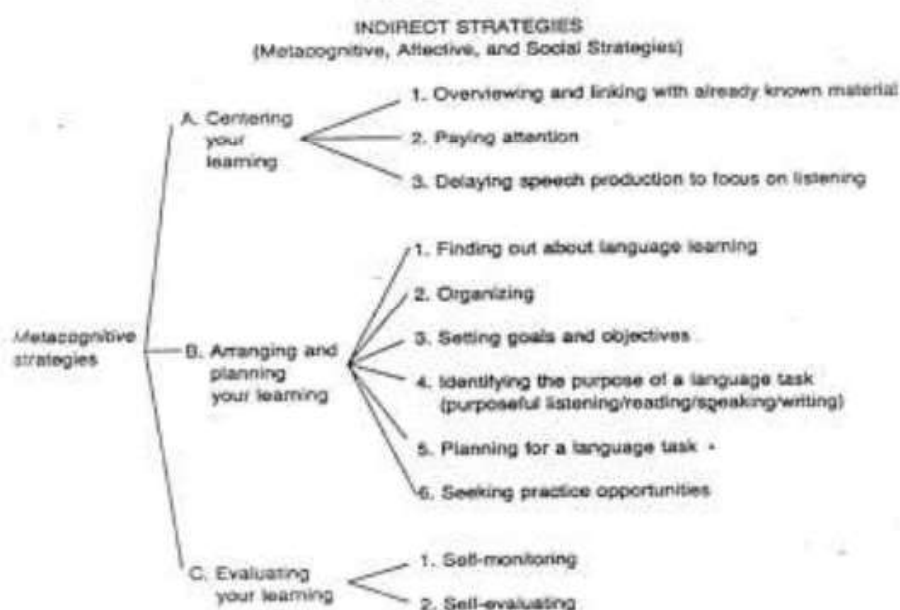 INDIRECT STRATEGIES
(Metacognitive, Affective, and Social Strategies)
A. Centering
your
learning
1. Overviewing and linking with already known material
2. Paying attention
3. Delaying speech production to focus on listening
Metacognitive
strategies
B. Arranging and
planning
your learning
1. Finding out about language learning
2. Organizing
3. Setting goals and objectives
4. Identifying the purpose of a language task
(purposeful listening/reading/speaking/writing)
5. Planning for a language task
6. Seeking practice opportunities
C. Evaluating
your learning
1. Self-monitoring
2. Self-evaluating